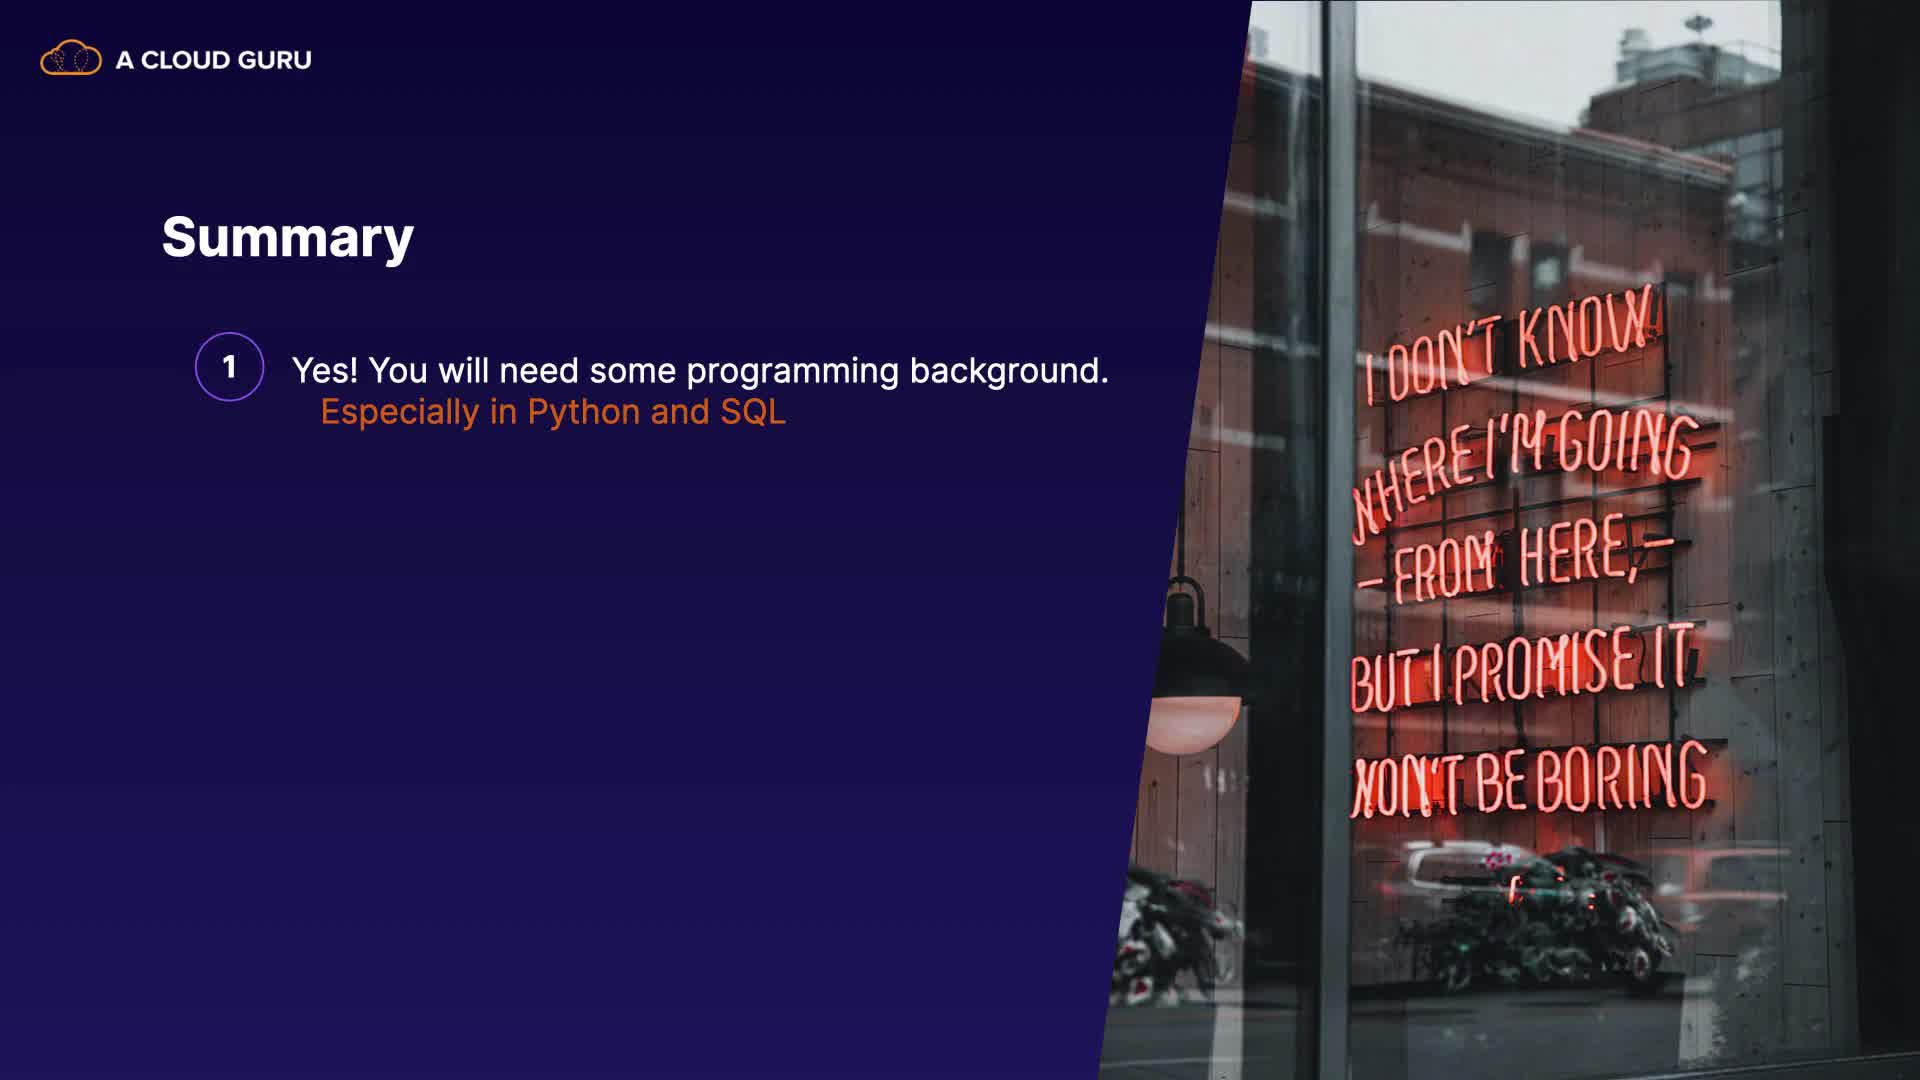 A CLOUD GURU
Summary
1 Yes! You will need some programming background.
Especially in Python and SQL
I DON'T KNOW
WHERE I'M GOING
– FROM HERE, –
BUT I PROMISE IT
WON'T BE BORING